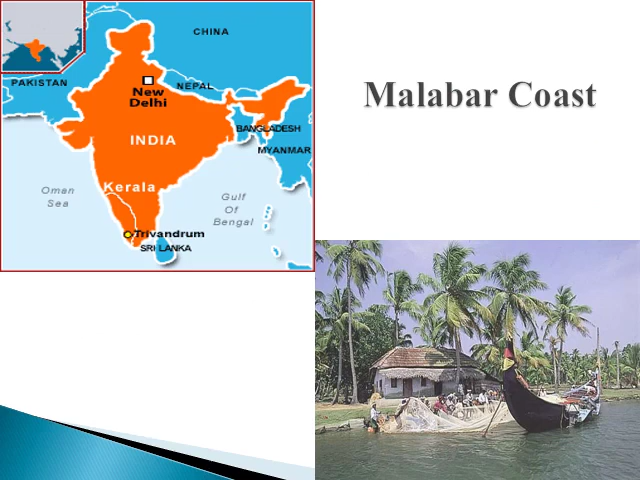 CHINA
PAKISTAN
NEPAL
New
Delhi
BANGLADESH
INDIA
MYANMAR
Kerala
Oman
Sea
Gulf
Of
Bengal
Trivandrum
SRI LANKA
Malabar Coast